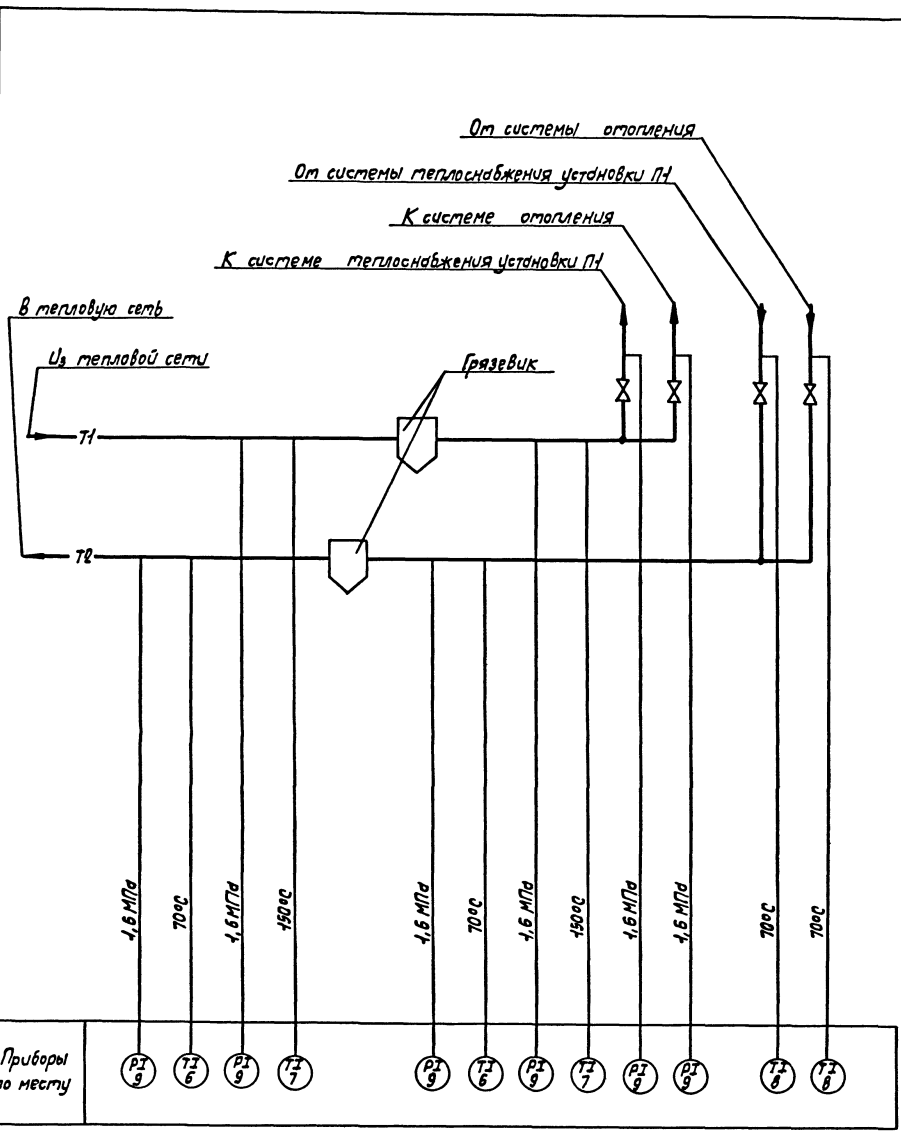 От системы отопления
От системы теплоснабжения установки П1
К системе отопления
К системе теплоснабжения установки П1
В тепловую сеть
Из тепловой сети
Грязевик
Т1
Т2
1,6 МПа
70°С
1,6 МПа
150°С
1,6 МПа
70°С
1,6 МПа
150°С
1,6 МПа
1,6 МПа
70°С
70°С
Приборы
по месту
PI
9
TI
6
PI
9
TI
7
PI
9
TI
6
PI
9
TI
7
PI
9
PI
9
TI
8
TI
8